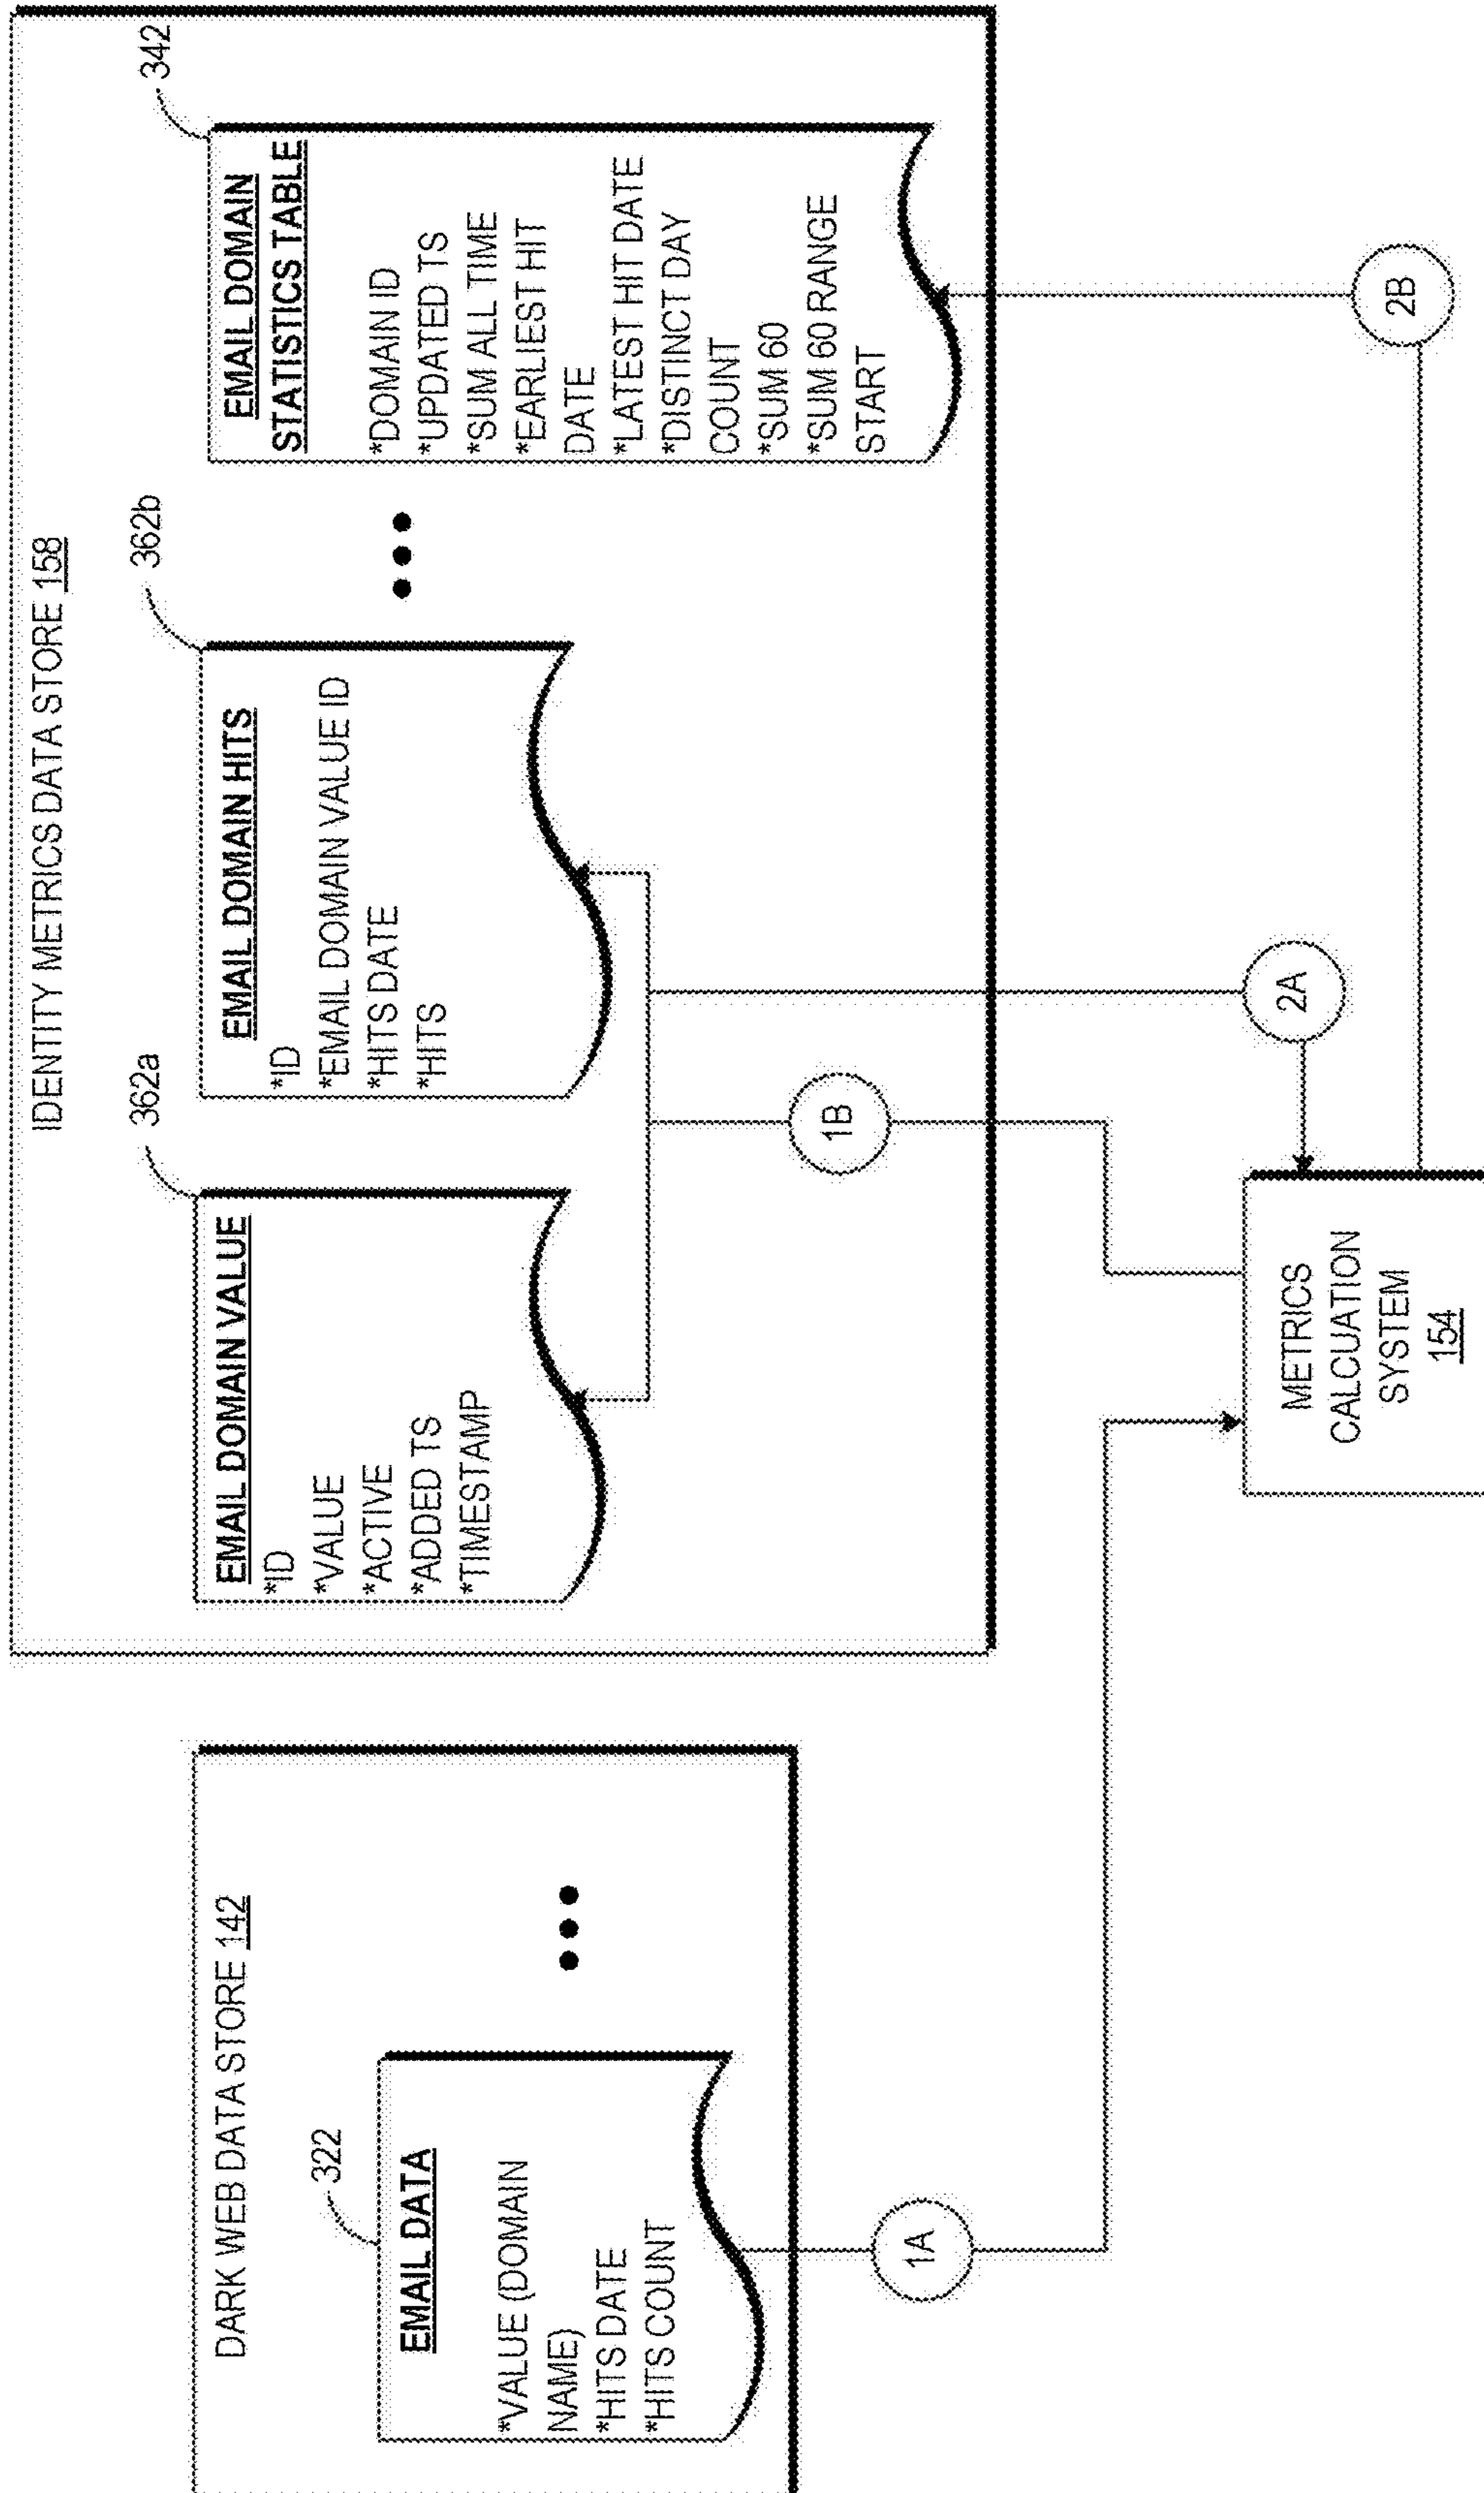 DARK WEB DATA STORE 142
322
EMAIL DATA
*VALUE (DOMAIN
NAME)
*HITS DATE
*HITS COUNT
1A
IDENTITY METRICS DATA STORE 158
362a
EMAIL DOMAIN VALUE
*ID
*VALUE
*ACTIVE
*ADDED TS
*TIMESTAMP
362b
EMAIL DOMAIN HITS
*ID
*EMAIL DOMAIN VALUE ID
*HITS DATE
*HITS
342
EMAIL DOMAIN
STATISTICS TABLE
*DOMAIN ID
*UPDATED TS
*SUM ALL TIME
*EARLIEST HIT
DATE
*LATEST HIT DATE
*DISTINCT DAY
COUNT
*SUM 60
*SUM 60 RANGE
START
1B
2A
2B
METRICS
CALCUATION
SYSTEM
154